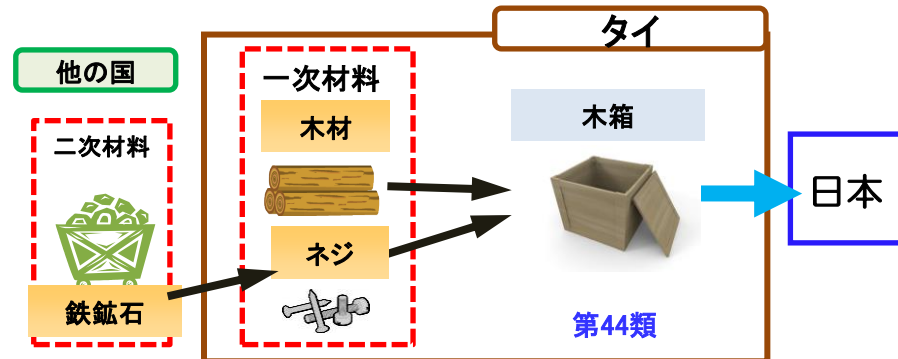 タイ
他の国
一次材料
木材
木箱
二次材料
日本
ネジ
鉄鉱石
第44類